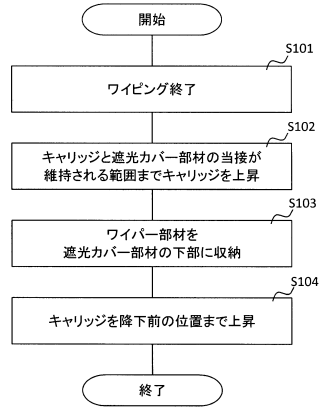 開始
S101
ワイピング終了
S102
キャリッジと遮光カバー部材の当接が
維持される範囲までキャリッジを上昇
S103
ワイパー部材を
遮光カバー部材の下部に収納
S104
キャリッジを降下前の位置まで上昇
終了